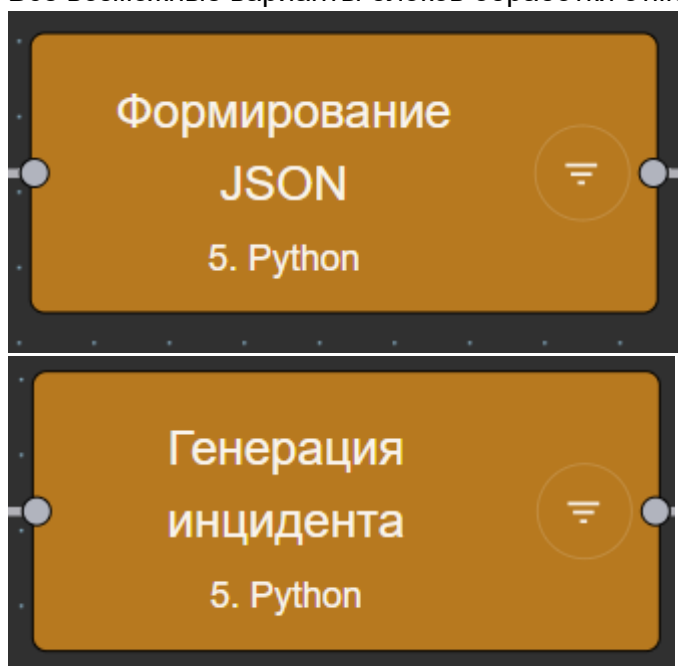 Формирование
JSON
5. Python
Генерация
инцидента
5. Python